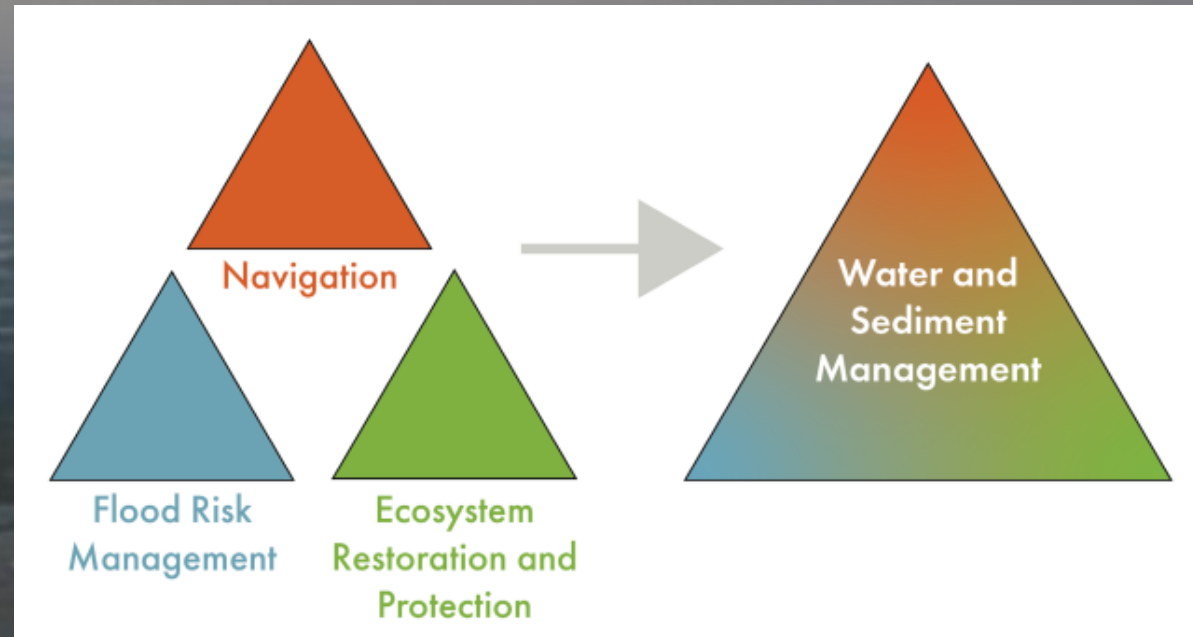 Navigation
Flood Risk
Management
Ecosystem
Restoration and
Protection
Water and
Sediment
Management